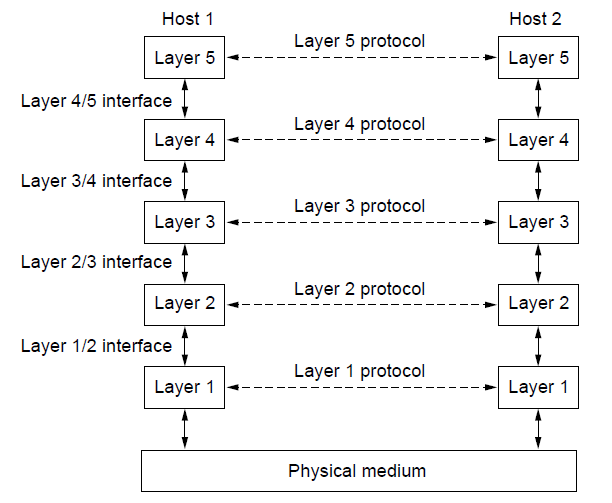 Host 1
Host 2
Layer 5 protocol
Layer 5
Layer 5
Layer 4/5 interface
Layer 4 protocol
Layer 4
Layer 4
Layer 3/4 interface
Layer 3 protocol
Layer 3
Layer 3
Layer 2/3 interface
Layer 2 protocol
Layer 2
Layer 2
Layer 1/2 interface
Layer 1 protocol
Layer 1
Layer 1
Physical medium